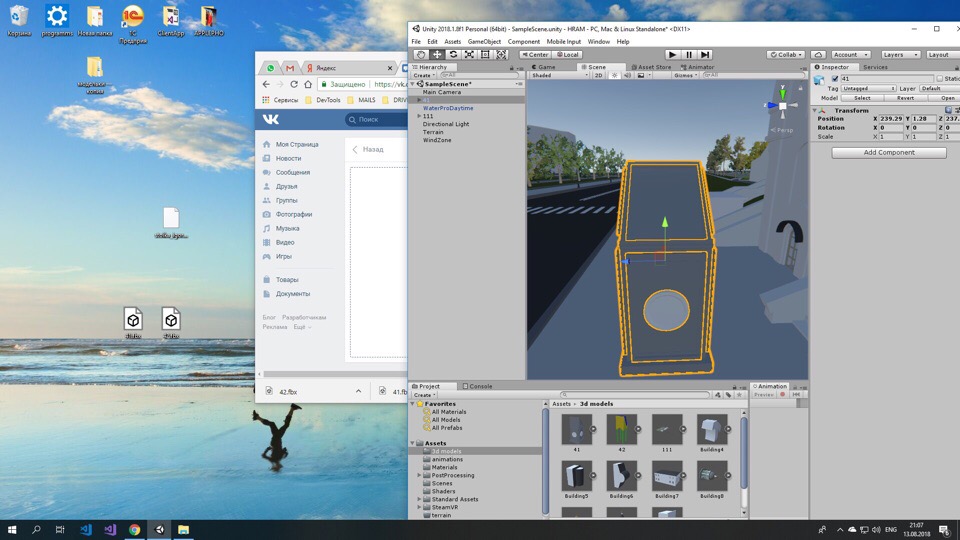 Корзина
programms
Новая папка
1С Предприя
ClientApp
Unity 2018.1.8f1 Personal (64bit) - SampleScene.unity - HRAM - PC, Mac & Linux Standalone* <DX11>
File Edit Assets GameObject Component Mobile Input Window Help
Center Local Collab Account Layers Layout
Hierarchy
Create All
SampleScene*
Main Camera
41
WaterProDaytime
111
Directional Light
Terrain
WindZone
Game Scene Asset Store Animator
Shaded 2D Gizmos All
Persp
Inspector Services
41 Static
Tag Untagged Layer Default
Model Select Revert Open
Transform
Position X 239.29 Y 1.28 Z 237.
Rotation X 0 Y 0 Z 0
Scale X 1 Y 1 Z 1
Add Component
Яндекс
Защищено https://vk.
Сервисы DevTools MAILS DRIV
Поиск
Моя Страница
Новости
Сообщения
Друзья
Группы
Фотографии
Музыка
Видео
Игры
Товары
Документы
Блог Разработчикам
Реклама Ещё
Назад
42.fbx
41.fb
41.fbx
42.fbx
Project Console
Create
Favorites
All Materials
All Models
All Prefabs
Assets
3d models
animations
Materials
PostProcessing
Scenes
Shaders
Standard Assets
SteamVR
terrain
Assets 3d models
41 42 111 Building4
Building5 Building6 Building7 Building8
Animation
Preview
ENG
21:07
13.08.2018